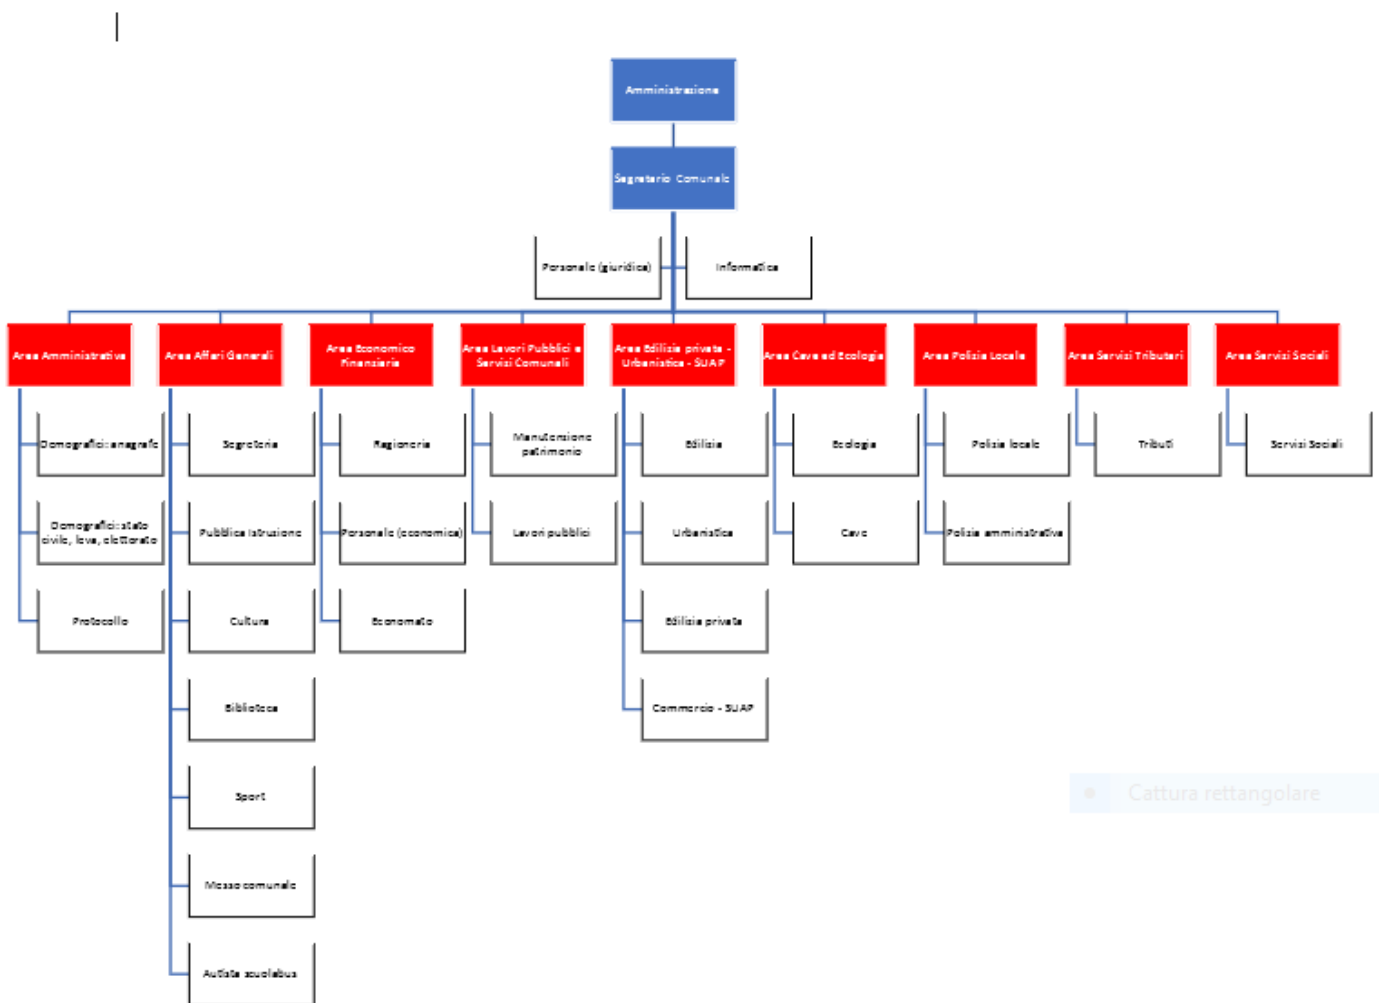 Amministrazione
Segretario Comunale
Personale (giuridica)
Informatica
Area Amministrativa
Area Affari Generali
Area Economico
Finanziaria
Area Lavori Pubblici e
Servizi Comunali
Area Edilizia privata -
Urbanistica - SUAP
Area Cave ed Ecologia
Area Polizia Locale
Area Servizi Tributari
Area Servizi Sociali
Demografici: anagrafe
Segreteria
Ragioneria
Manutenzione
patrimonio
Edilizia
Ecologia
Polizia locale
Tributi
Servizi Sociali
Demografici: stato
civile, leva, elettorato
Pubblica Istruzione
Personale (economica)
Lavori pubblici
Urbanistica
Cave
Polizia amministrativa
Protocollo
Cultura
Economato
Edilizia privata
Biblioteca
Commercio - SUAP
Sport
Cattura rettangolare
Messo comunale
Autista scuolabus